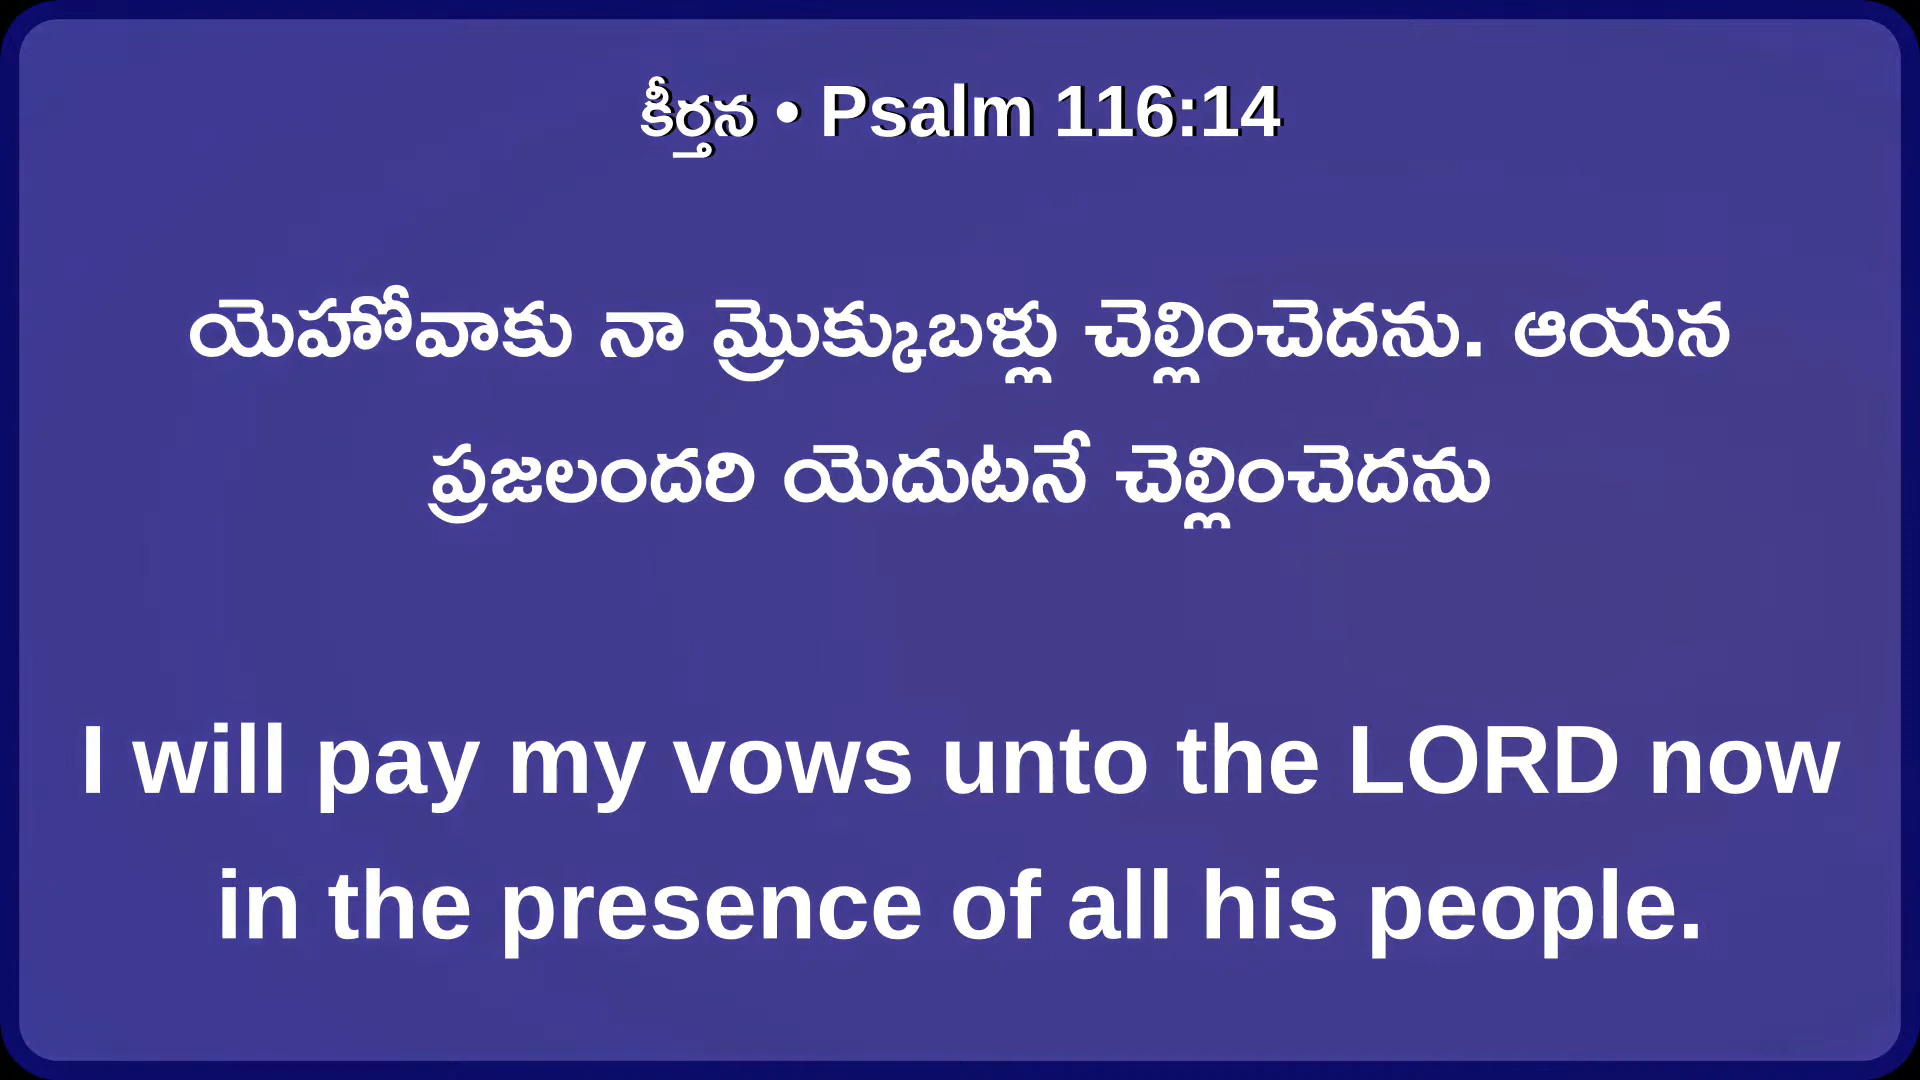 కీర్తన • Psalm 116:14
యెహోవాకు నా మ్రొక్కుబళ్లు చెల్లించెదను. ఆయన
ప్రజలందరి యెదుటనే చెల్లించెదను
I will pay my vows unto the LORD now
in the presence of all his people.